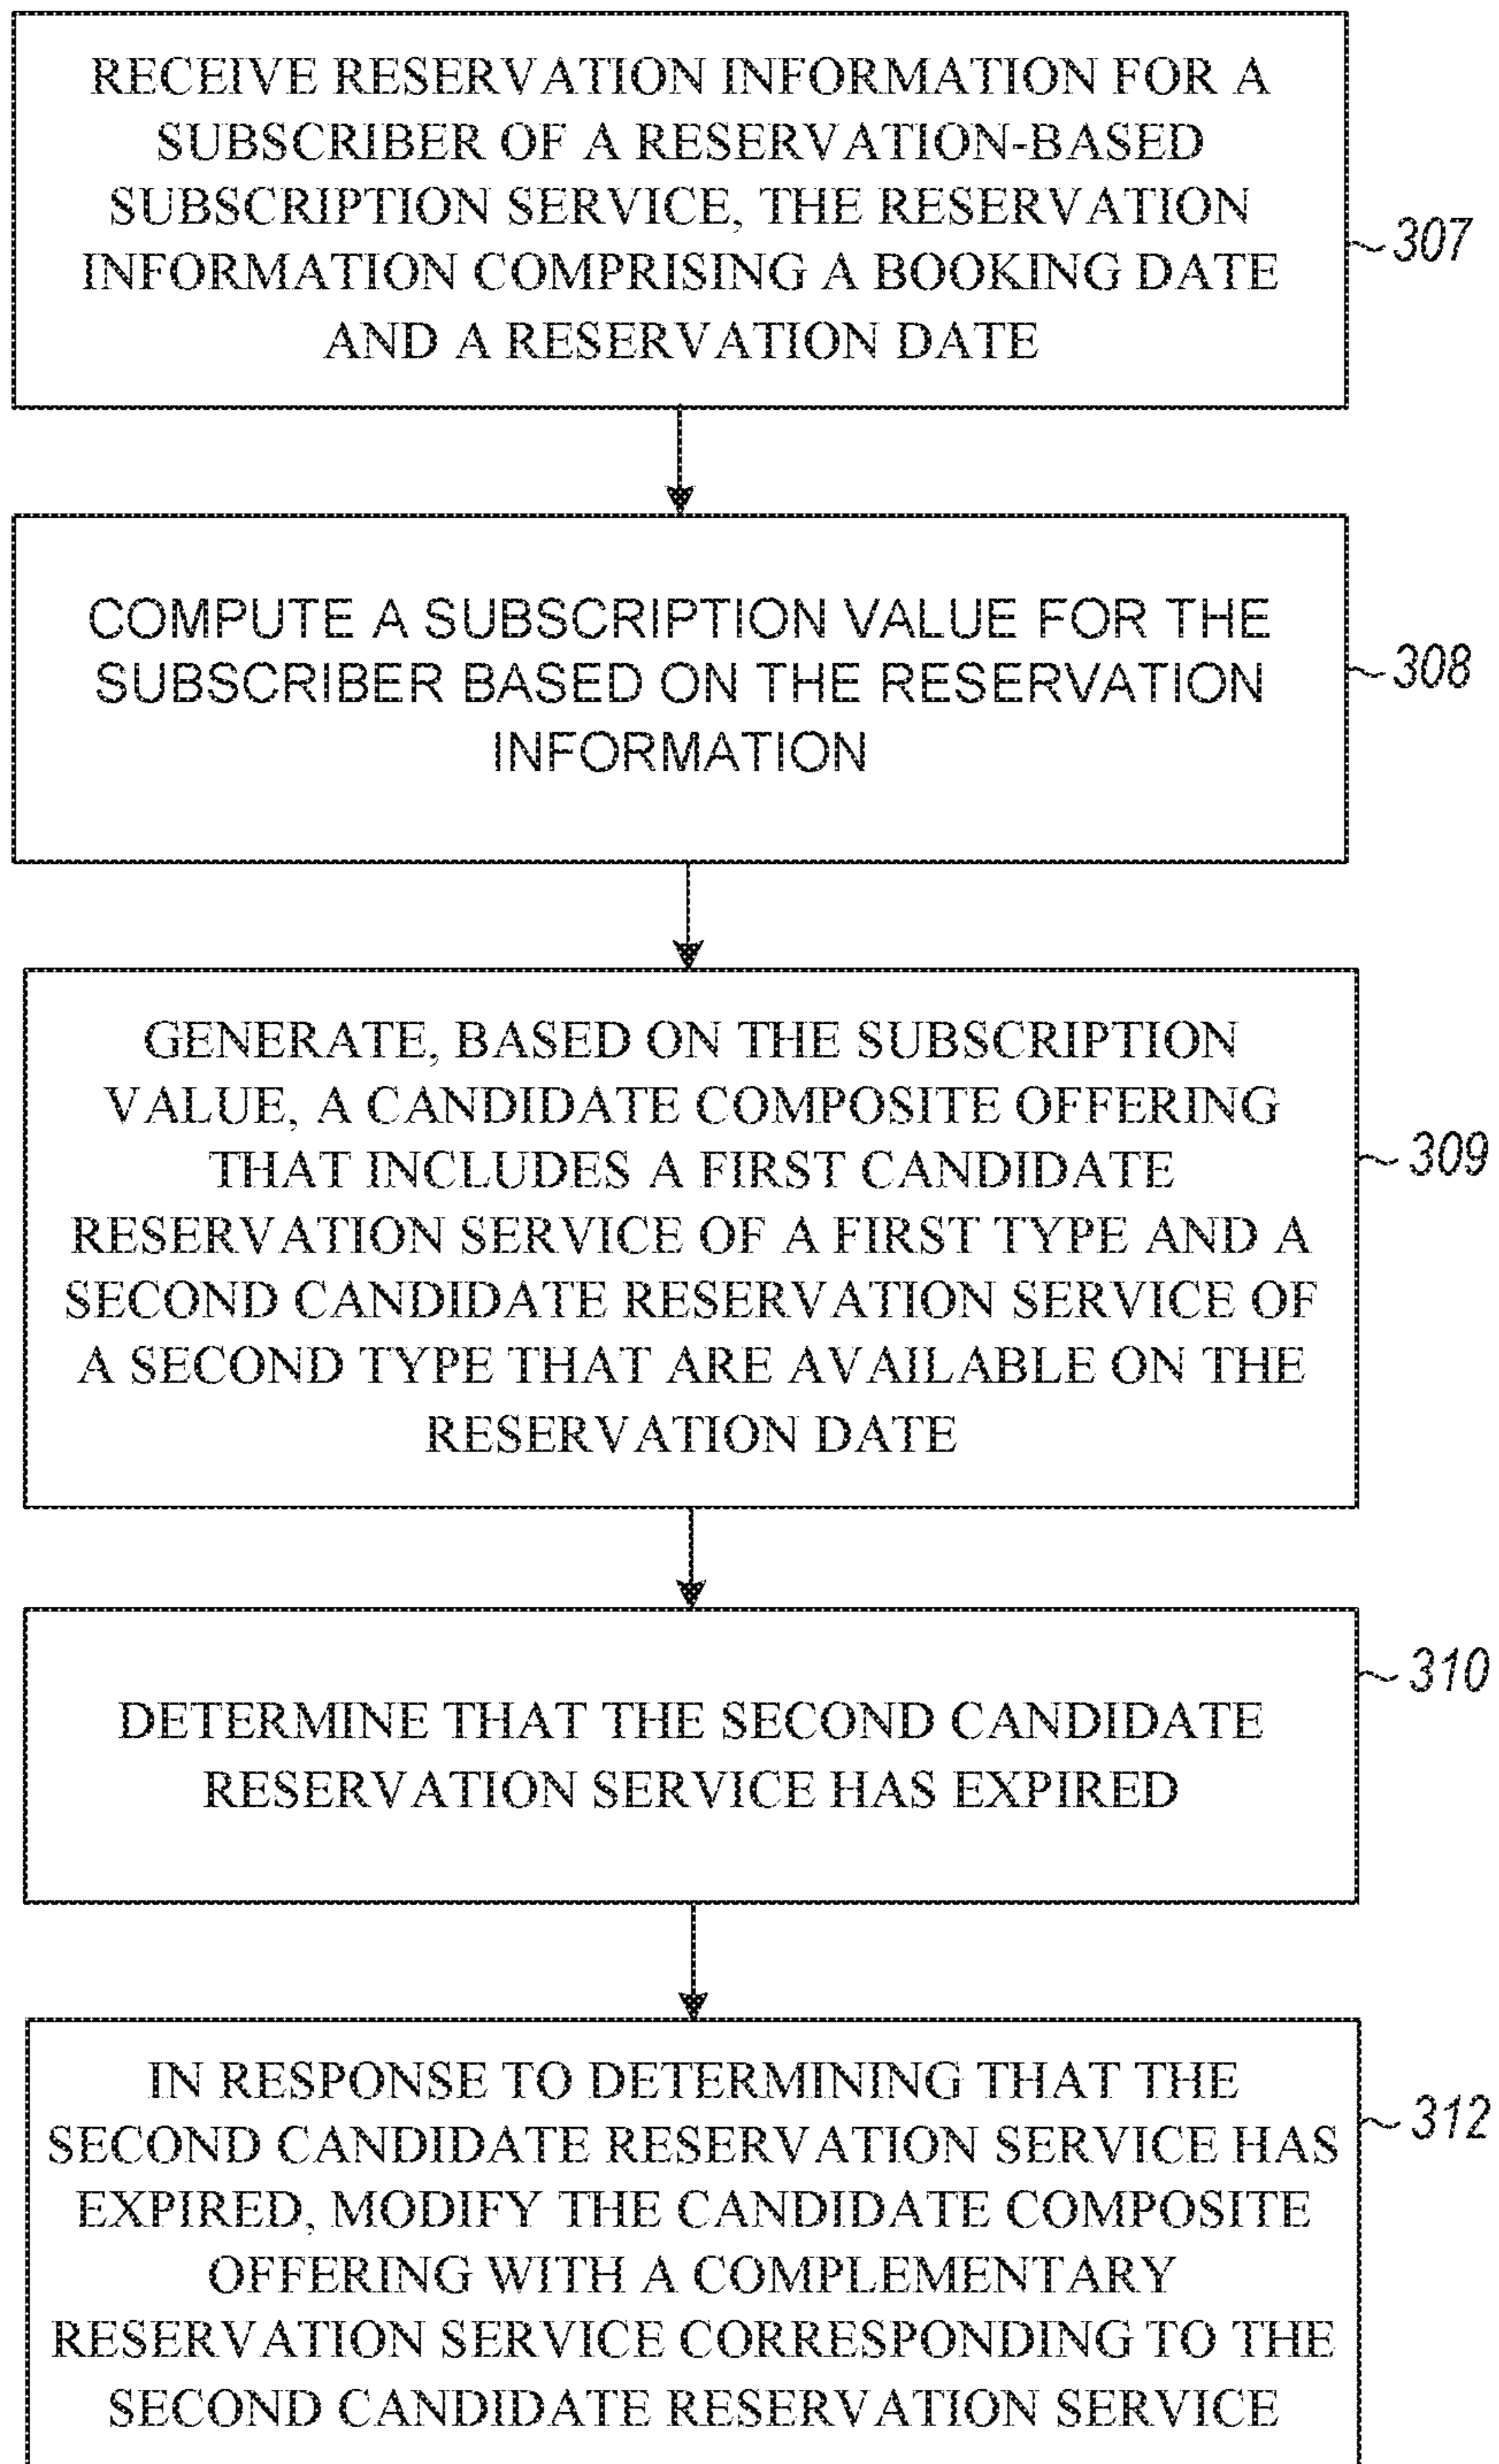 RECEIVE RESERVATION INFORMATION FOR A
SUBSCRIBER OF A RESERVATION-BASED
SUBSCRIPTION SERVICE, THE RESERVATION
INFORMATION COMPRISING A BOOKING DATE
AND A RESERVATION DATE
307
COMPUTE A SUBSCRIPTION VALUE FOR THE
SUBSCRIBER BASED ON THE RESERVATION
INFORMATION
308
GENERATE, BASED ON THE SUBSCRIPTION
VALUE, A CANDIDATE COMPOSITE OFFERING
THAT INCLUDES A FIRST CANDIDATE
RESERVATION SERVICE OF A FIRST TYPE AND A
SECOND CANDIDATE RESERVATION SERVICE OF
A SECOND TYPE THAT ARE AVAILABLE ON THE
RESERVATION DATE
309
DETERMINE THAT THE SECOND CANDIDATE
RESERVATION SERVICE HAS EXPIRED
310
IN RESPONSE TO DETERMINING THAT THE
SECOND CANDIDATE RESERVATION SERVICE HAS
EXPIRED, MODIFY THE CANDIDATE COMPOSITE
OFFERING WITH A COMPLEMENTARY
RESERVATION SERVICE CORRESPONDING TO THE
SECOND CANDIDATE RESERVATION SERVICE
312